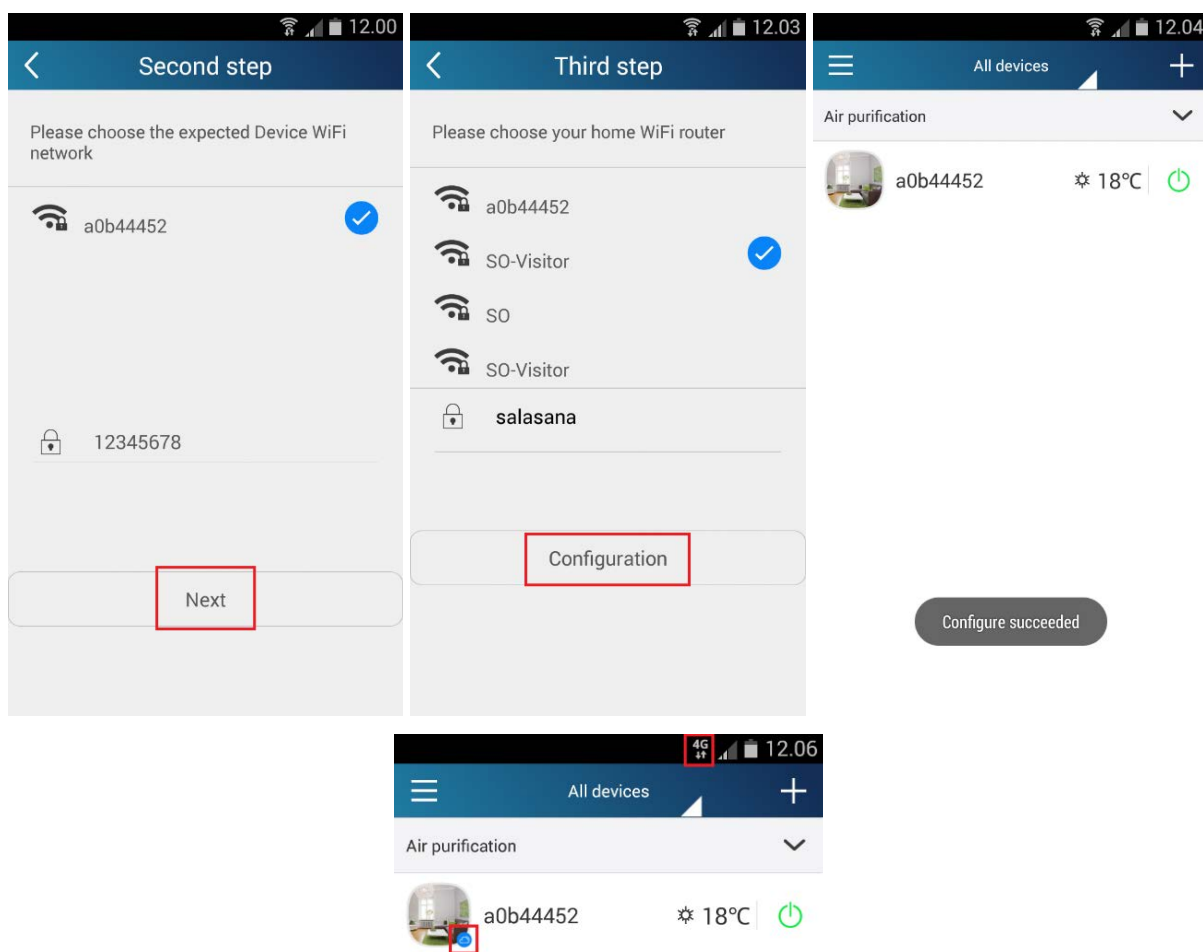 12.00
Second step
Please choose the expected Device WiFi
network
a0b44452
12345678
Next
12.03
Third step
Please choose your home WiFi router
a0b44452
SO-Visitor
SO
SO-Visitor
salasana
Configuration
12.04
All devices
Air purification
a0b44452 18°C
Configure succeeded
4G 12.06
All devices
Air purification
a0b44452 18°C